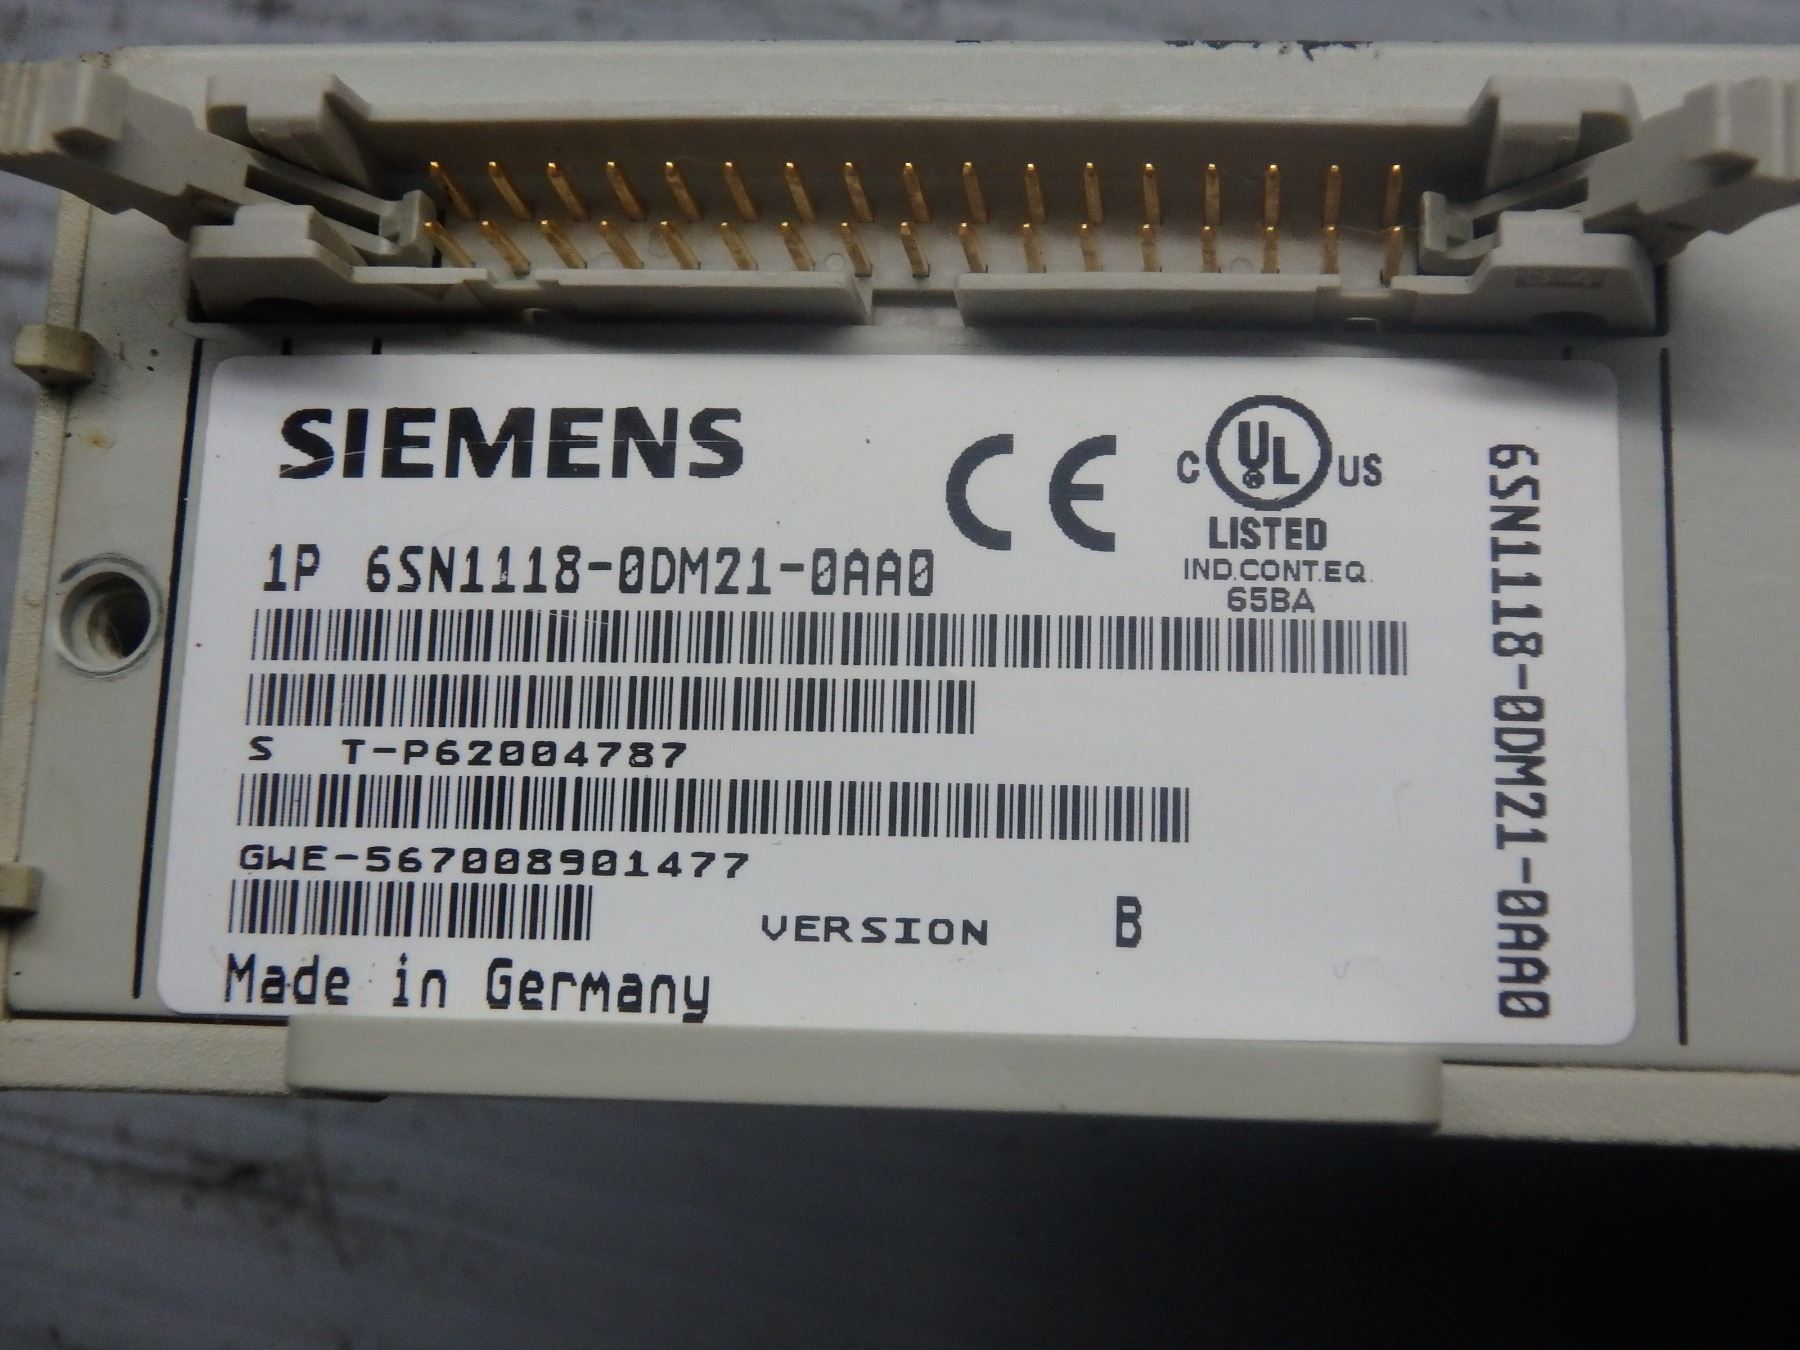 SIEMENS
CE
C UL US
LISTED
IND.CONT.EQ.
65BA
1P 6SN1118-0DM21-0AA0
S T-P62004787
GWE-567008901477
VERSION B
Made in Germany
6SN1118-0DM21-0AA0